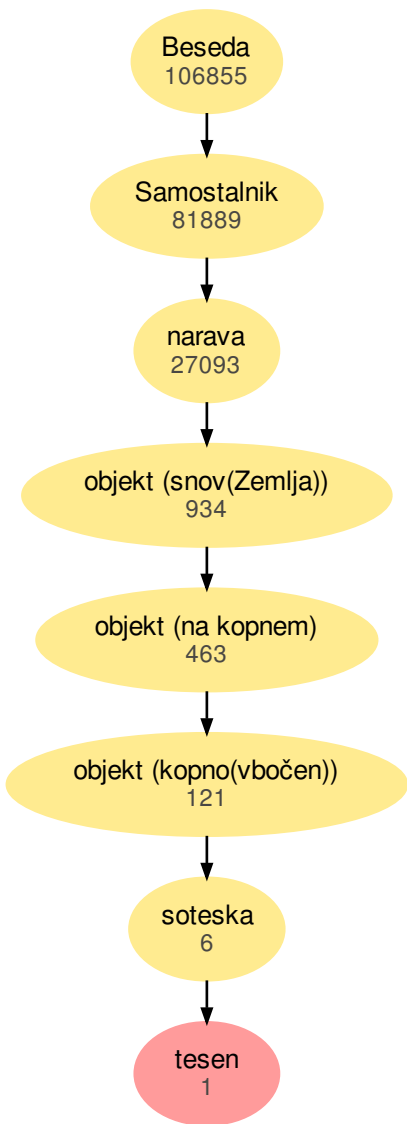 Beseda
106855
Samostalnik
81889
narava
27093
objekt (snov(Zemlja))
934
objekt (na kopnem)
463
objekt (kopno(vbočen))
121
soteska
6
tesen
1